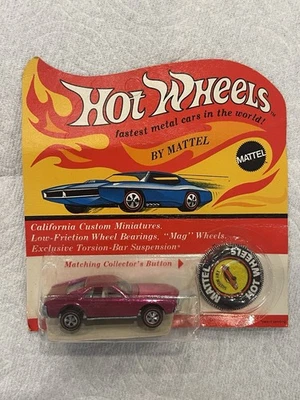 HOT WHEELS
fastest metal cars in the world!
BY MATTEL
MATTEL
California Custom Miniatures.
Low-Friction Wheel Bearings. "Mag" Wheels.
Exclusive Torsion-Bar Suspension
Matching Collector's Button
HOT WHEELS
MATTEL